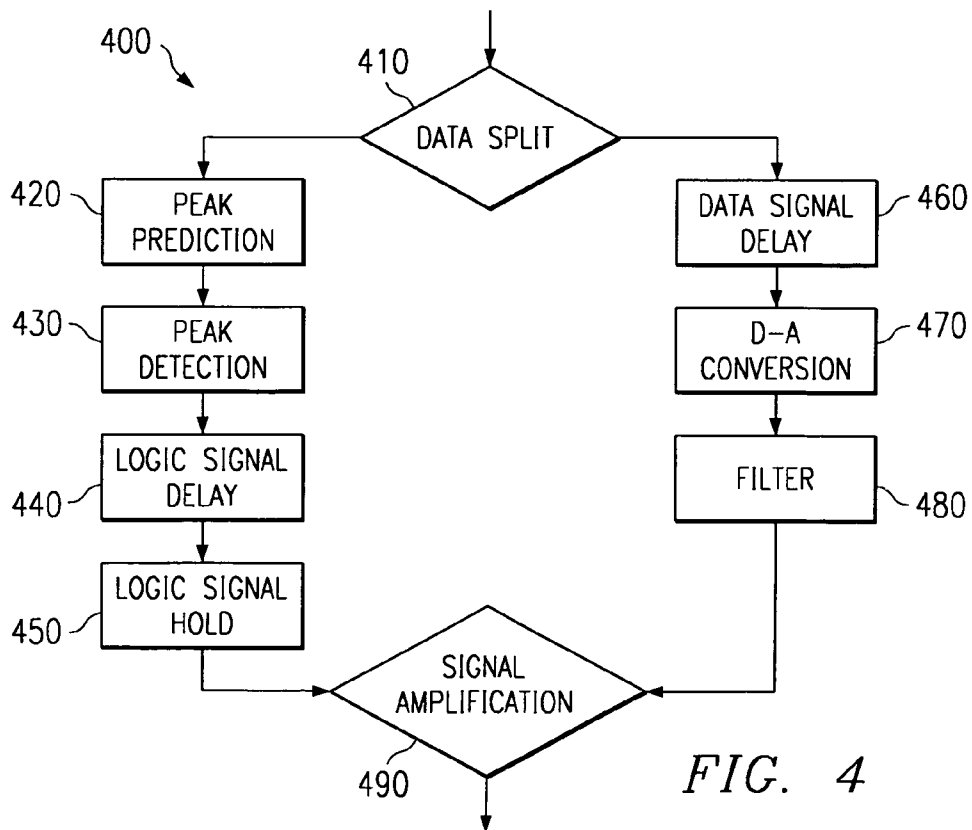 400
410
DATA SPLIT
420
PEAK
PREDICTION
460
DATA SIGNAL
DELAY
430
PEAK
DETECTION
470
D-A
CONVERSION
440
LOGIC SIGNAL
DELAY
FILTER
480
450
LOGIC SIGNAL
HOLD
SIGNAL
AMPLIFICATION
490
FIG. 4